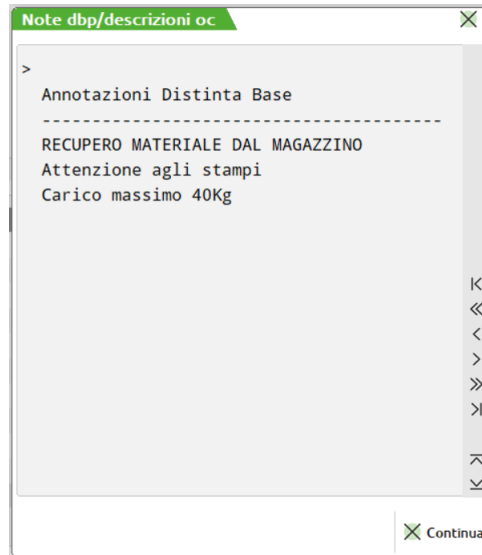 Note dbp/descrizioni oc
>
Annotazioni Distinta Base
----------------------------------------
RECUPERO MATERIALE DAL MAGAZZINO
Attenzione agli stampi
Carico massimo 40Kg
Continua